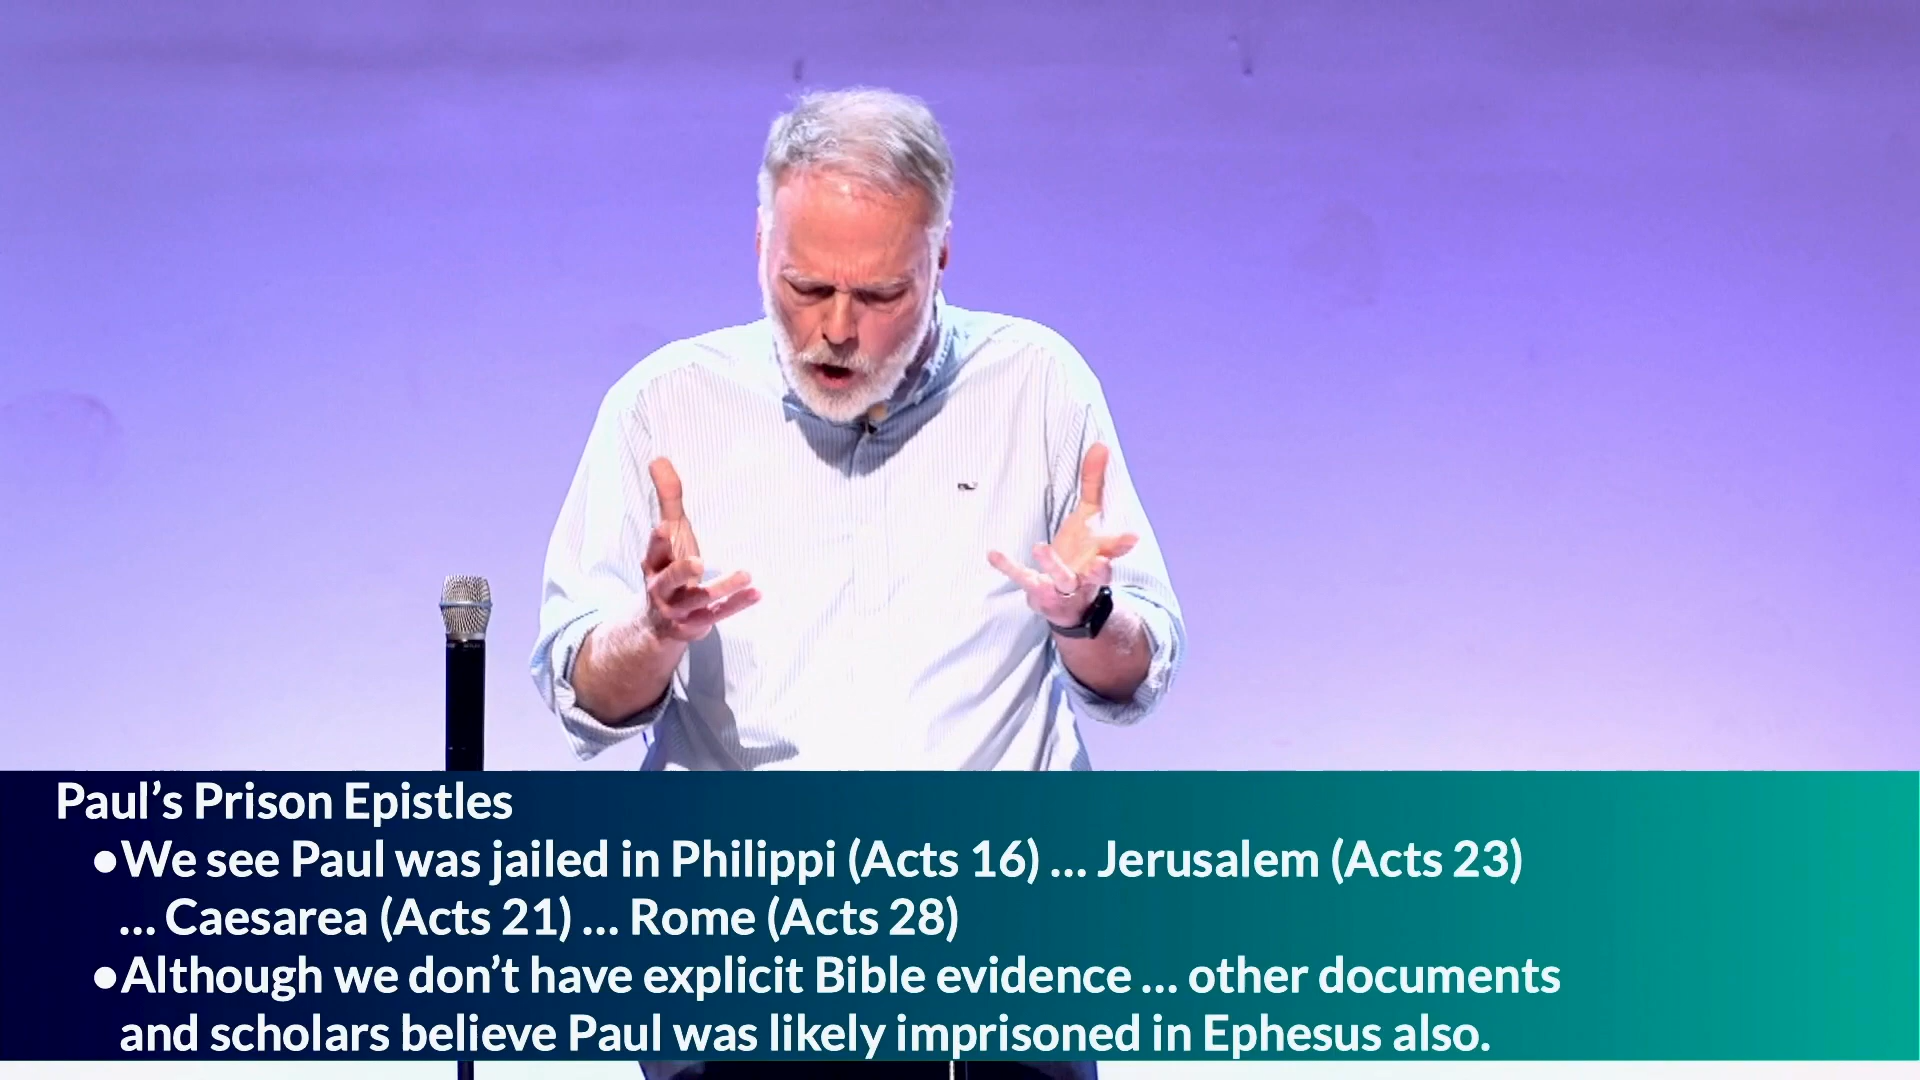 Paul’s Prison Epistles
•We see Paul was jailed in Philippi (Acts 16) ... Jerusalem (Acts 23)
... Caesarea (Acts 21) ... Rome (Acts 28)
•Although we don’t have explicit Bible evidence ... other documents
and scholars believe Paul was likely imprisoned in Ephesus also.